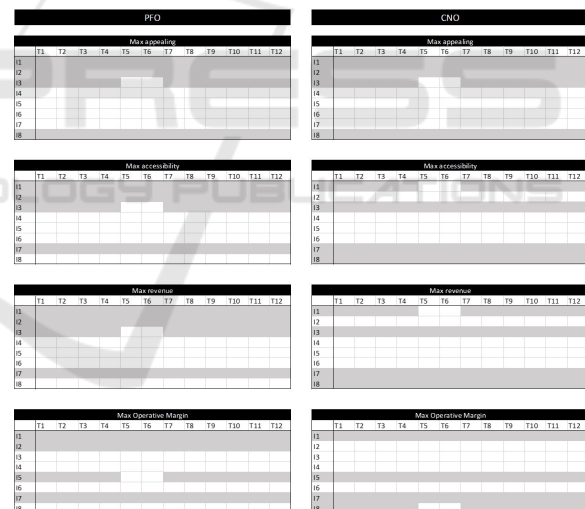 PFO
CNO
Max appealing
T1 T2 T3 T4 T5 T6 T7 T8 T9 T10 T11 T12
I1
I2
I3
I4
I5
I6
I7
I8
Max appealing
T1 T2 T3 T4 T5 T6 T7 T8 T9 T10 T11 T12
I1
I2
I3
I4
I5
I6
I7
I8
Max accessibility
T1 T2 T3 T4 T5 T6 T7 T8 T9 T10 T11 T12
I1
I2
I3
I4
I5
I6
I7
I8
Max accessibility
T1 T2 T3 T4 T5 T6 T7 T8 T9 T10 T11 T12
I1
I2
I3
I4
I5
I6
I7
I8
Max revenue
T1 T2 T3 T4 T5 T6 T7 T8 T9 T10 T11 T12
I1
I2
I3
I4
I5
I6
I7
I8
Max revenue
T1 T2 T3 T4 T5 T6 T7 T8 T9 T10 T11 T12
I1
I2
I3
I4
I5
I6
I7
I8
Max Operative Margin
T1 T2 T3 T4 T5 T6 T7 T8 T9 T10 T11 T12
I1
I2
I3
I4
I5
I6
I7
I8
Max Operative Margin
T1 T2 T3 T4 T5 T6 T7 T8 T9 T10 T11 T12
I1
I2
I3
I4
I5
I6
I7
I8
PRESS
OLOGY PUBLICATIONS